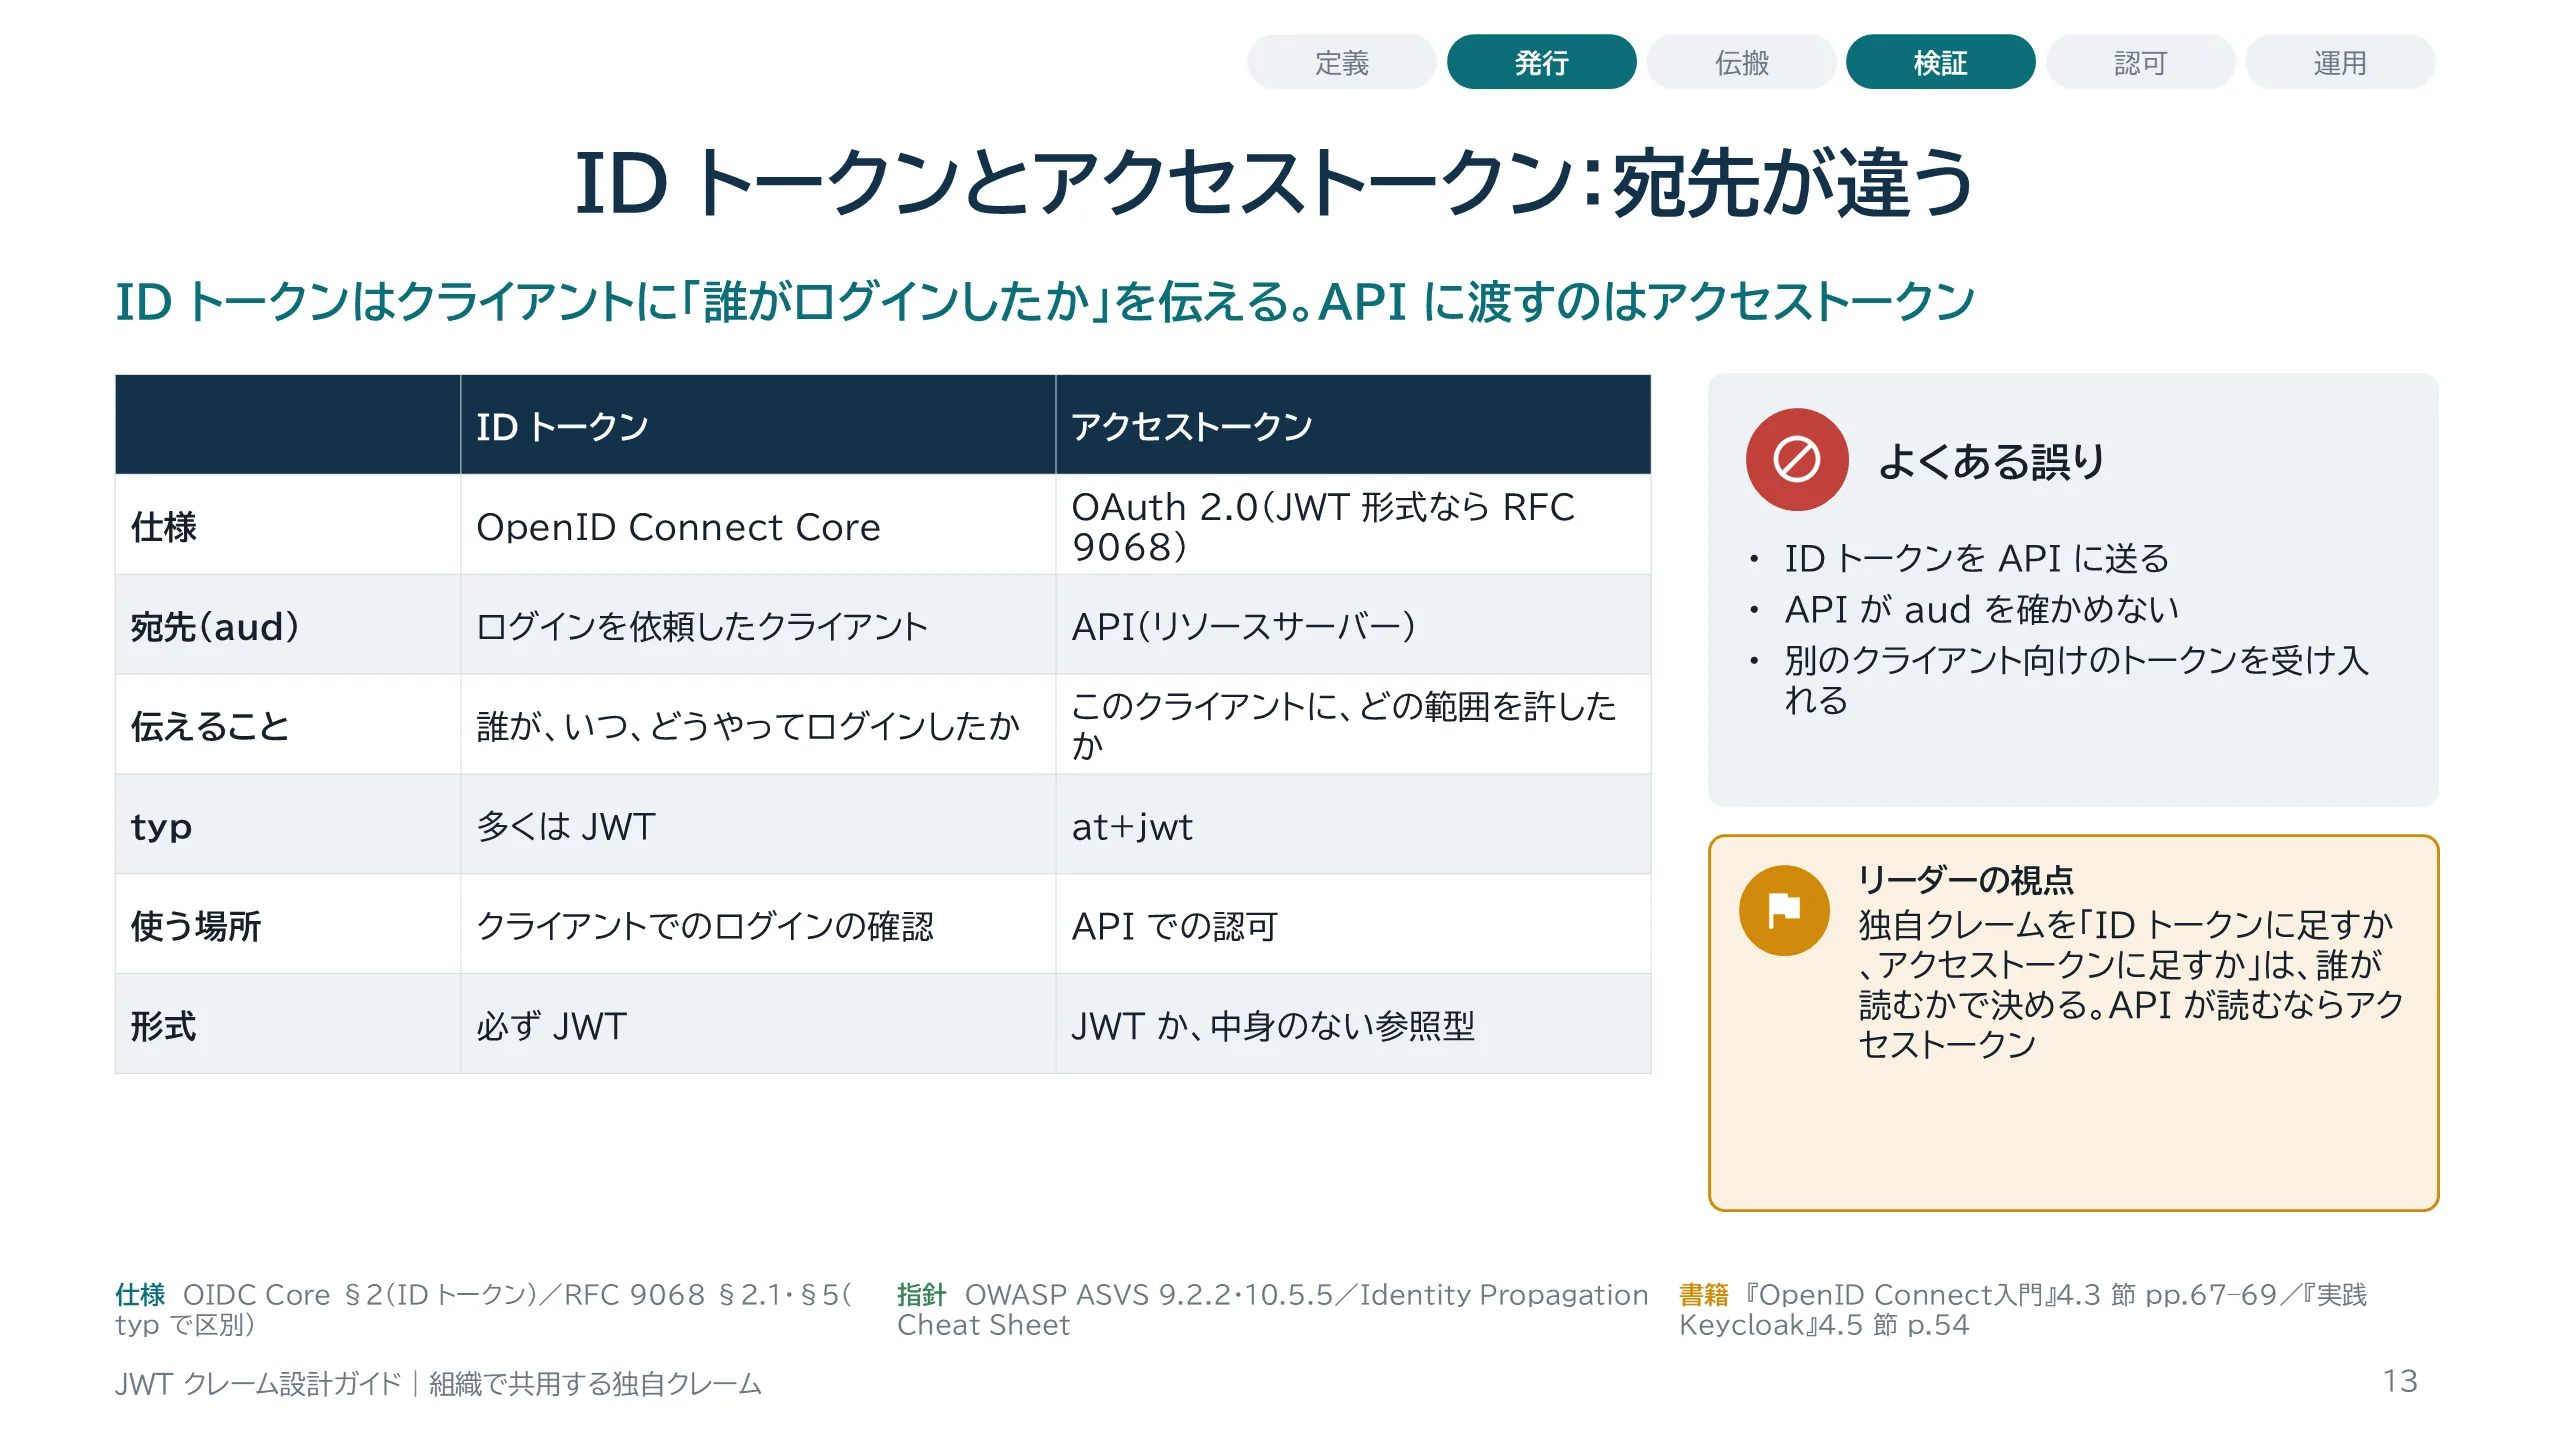 定義 発行 伝搬 検証 認可 運用
ID トークンとアクセストークン：宛先が違う
ID トークンはクライアントに「誰がログインしたか」を伝える。API に渡すのはアクセストークン
ID トークン アクセストークン
仕様 OpenID Connect Core OAuth 2.0（JWT 形式なら RFC
9068）
宛先（aud） ログインを依頼したクライアント API（リソースサーバー）
伝えること 誰が、いつ、どうやってログインしたか このクライアントに、どの範囲を許した
か
typ 多くは JWT at+jwt
使う場所 クライアントでのログインの確認 API での認可
形式 必ず JWT JWT か、中身のない参照型
よくある誤り
• ID トークンを API に送る
• API が aud を確かめない
• 別のクライアント向けのトークンを受け入
れる
リーダーの視点
独自クレームを「ID トークンに足すか
、アクセストークンに足すか」は、誰が
読むかで決める。API が読むならアク
セストークン
仕様 OIDC Core §2（ID トークン）／RFC 9068 §2.1・§5（
typ で区別）
指針 OWASP ASVS 9.2.2・10.5.5／Identity Propagation
Cheat Sheet
書籍 『OpenID Connect入門』4.3 節 pp.67–69／『実践
Keycloak』4.5 節 p.54
JWT クレーム設計ガイド｜組織で共用する独自クレーム
13